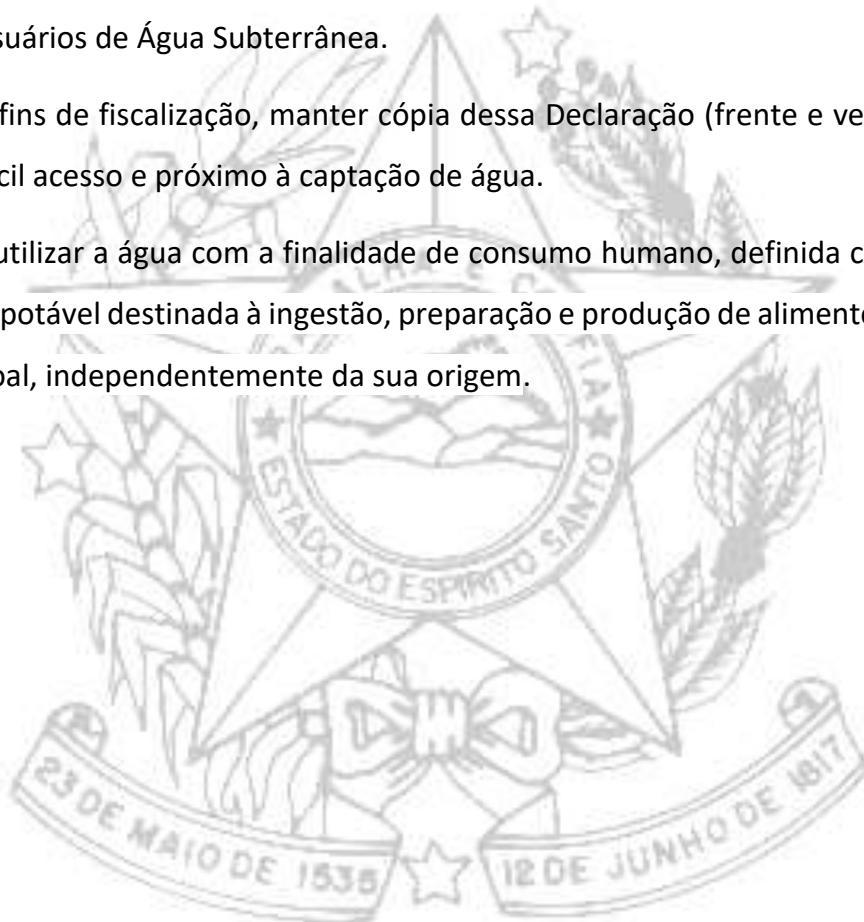 suários de Água Subterrânea.
fins de fiscalização, manter cópia dessa Declaração (frente e ve
cil acesso e próximo à captação de água.
utilizar a água com a finalidade de consumo humano, definida c
potável destinada à ingestão, preparação e produção de alimento
oal, independentemente da sua origem.
ESTADO DO ESPIRITO SANTO
23 DE MAIO DE 1535
12 DE JUNHO DE 1817